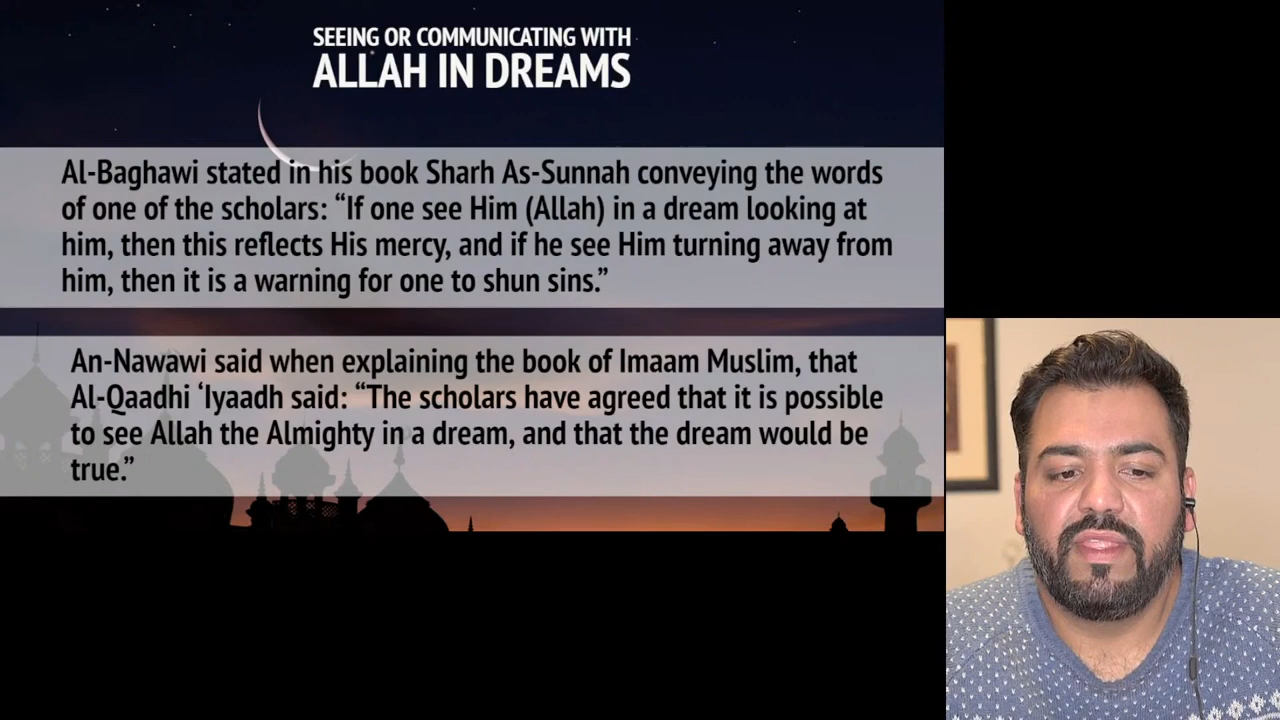 SEEING OR COMMUNICATING WITH
ALLAH IN DREAMS
Al-Baghawi stated in his book Sharh As-Sunnah conveying the words
of one of the scholars: “If one see Him (Allah) in a dream looking at
him, then this reflects His mercy, and if he see Him turning away from
him, then it is a warning for one to shun sins.”
An-Nawawi said when explaining the book of Imaam Muslim, that
Al-Qaadhi ‘Iyaadh said: “The scholars have agreed that it is possible
to see Allah the Almighty in a dream, and that the dream would be
true.”